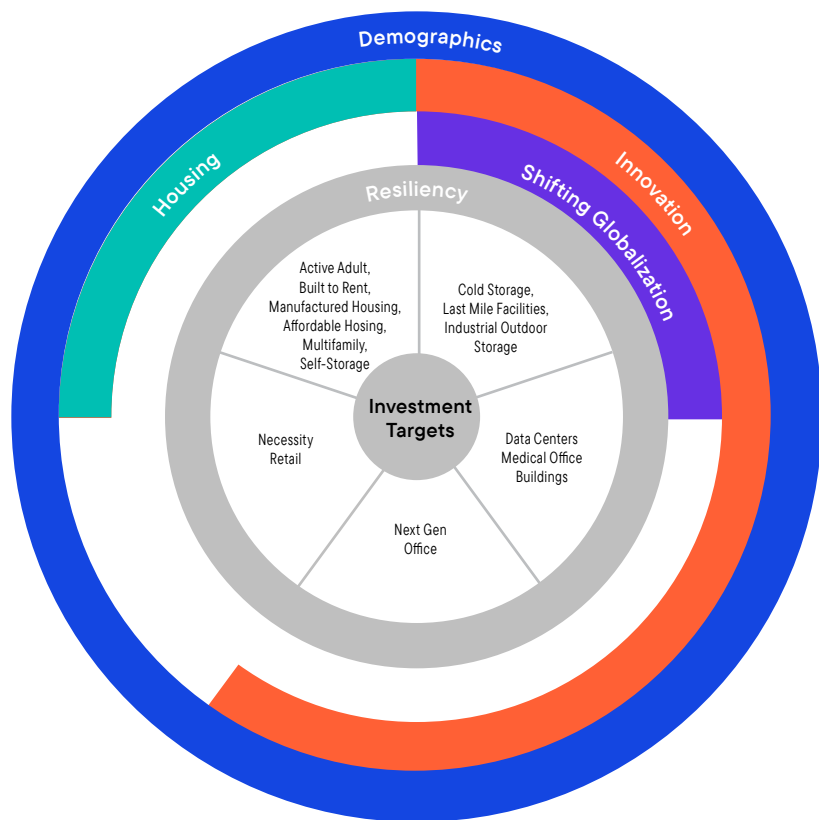 Demographics
Housing
Innovation
Shifting Globalization
Resiliency
Active Adult,
Built to Rent,
Manufactured Housing,
Affordable Hosing,
Multifamily,
Self-Storage
Cold Storage,
Last Mile Facilities,
Industrial Outdoor
Storage
Investment
Targets
Necessity
Retail
Data Centers
Medical Office
Buildings
Next Gen
Office